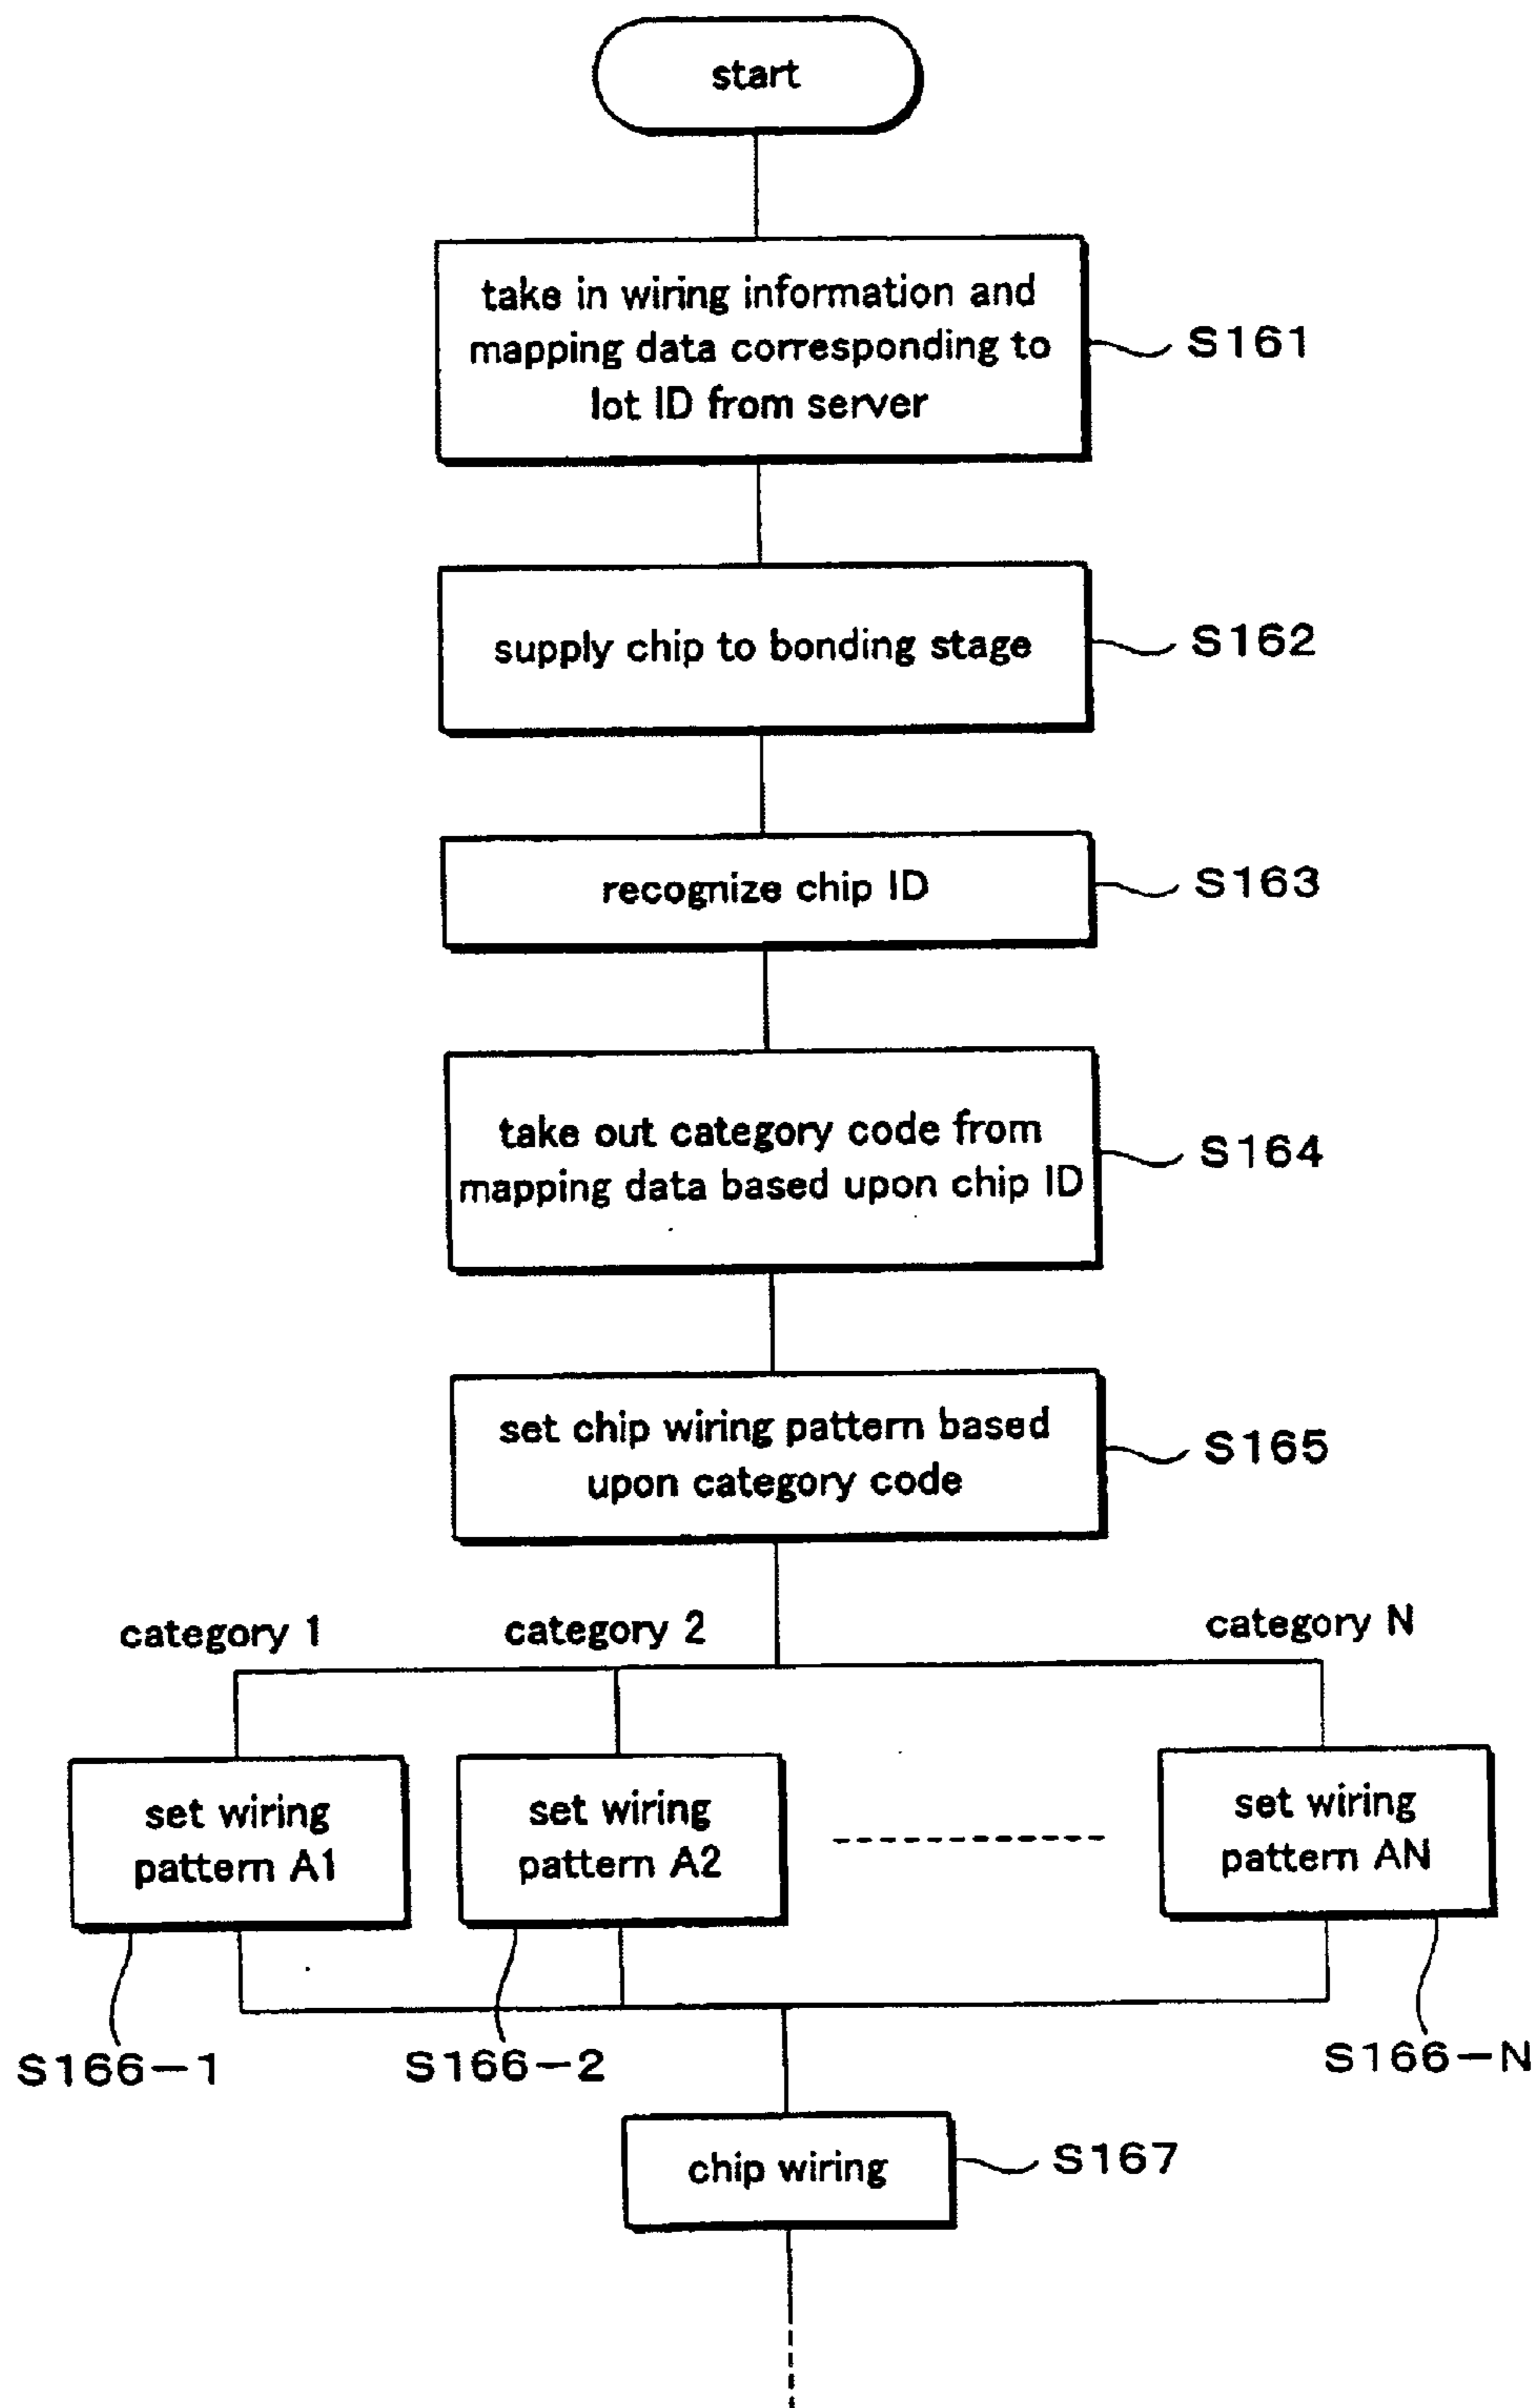 start
take in wiring information and
mapping data corresponding to
lot ID from server
S161
supply chip to bonding stage
S162
recognize chip ID
S163
take out category code from
mapping data based upon chip ID
S164
set chip wiring pattern based
upon category code
S165
category 1
category 2
category N
set wiring
pattern A1
set wiring
pattern A2
set wiring
pattern AN
S166-1
S166-2
S166-N
chip wiring
S167